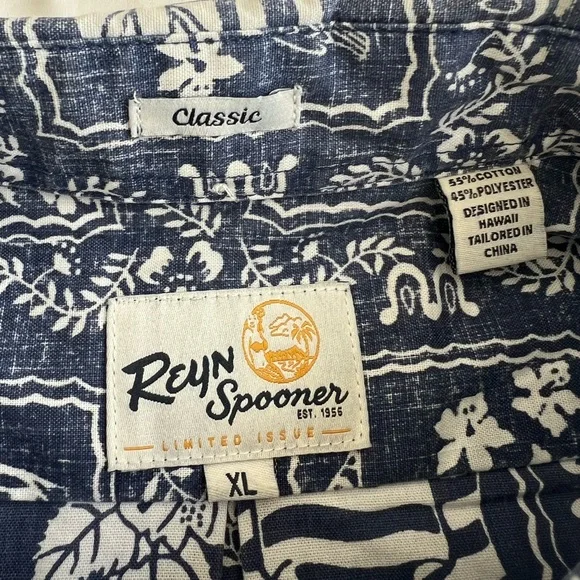 Classic
55% COTTON
45% POLYESTER
DESIGNED IN
HAWAII
TAILORED IN
CHINA
REYN
Spooner
EST. 1956
LIMITED ISSUE
XL